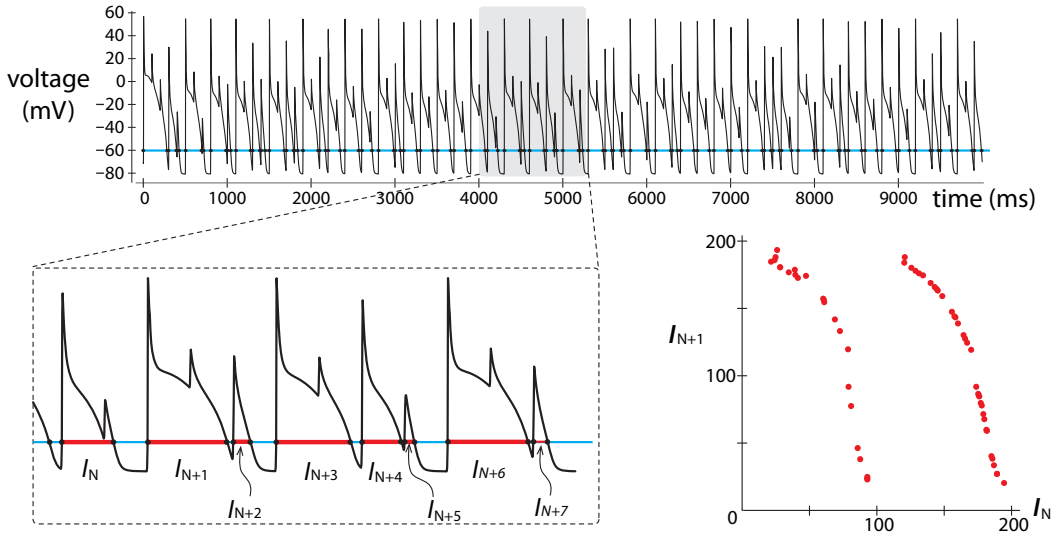 60
40
20
0
−20
−40
−60
−80
voltage
(mV)
0 1000 2000 3000 4000 5000 6000 7000 8000 9000 time (ms)
I_N I_N+1 I_N+2 I_N+3 I_N+4 I_N+5 I_N+6 I_N+7
200
I_N+1
100
0
100 200 I_N